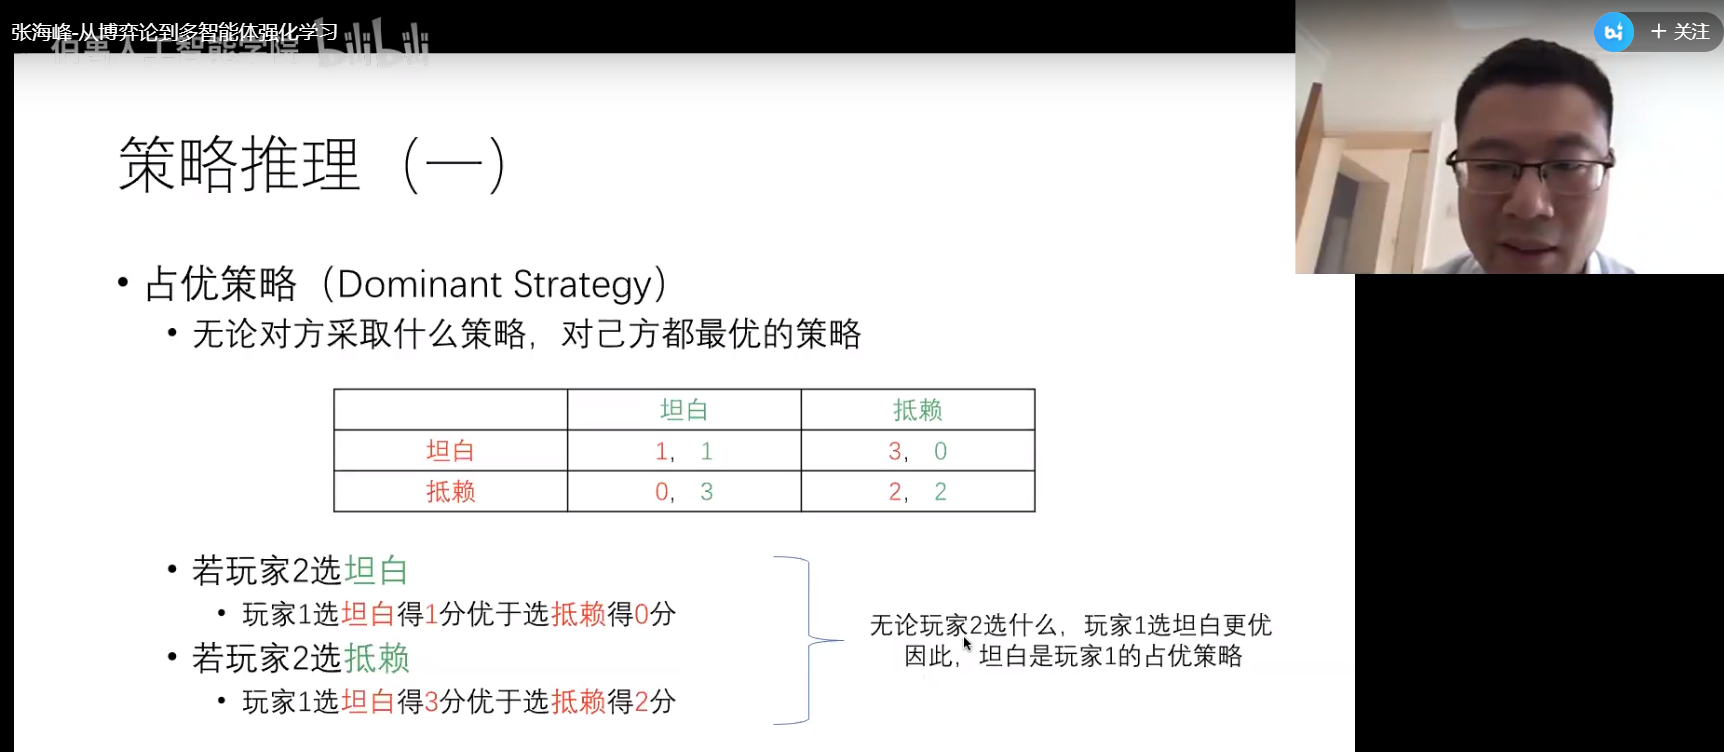 张海峰-从博弈论到多智能体强化学习
bilibili
+ 关注
策略推理（一）
• 占优策略（Dominant Strategy）
• 无论对方采取什么策略，对己方都最优的策略
坦白 抵赖
坦白 1, 1 3, 0
抵赖 0, 3 2, 2
• 若玩家2选坦白
• 玩家1选坦白得1分优于选抵赖得0分
• 若玩家2选抵赖
• 玩家1选坦白得3分优于选抵赖得2分
无论玩家2选什么，玩家1选坦白更优
因此，坦白是玩家1的占优策略